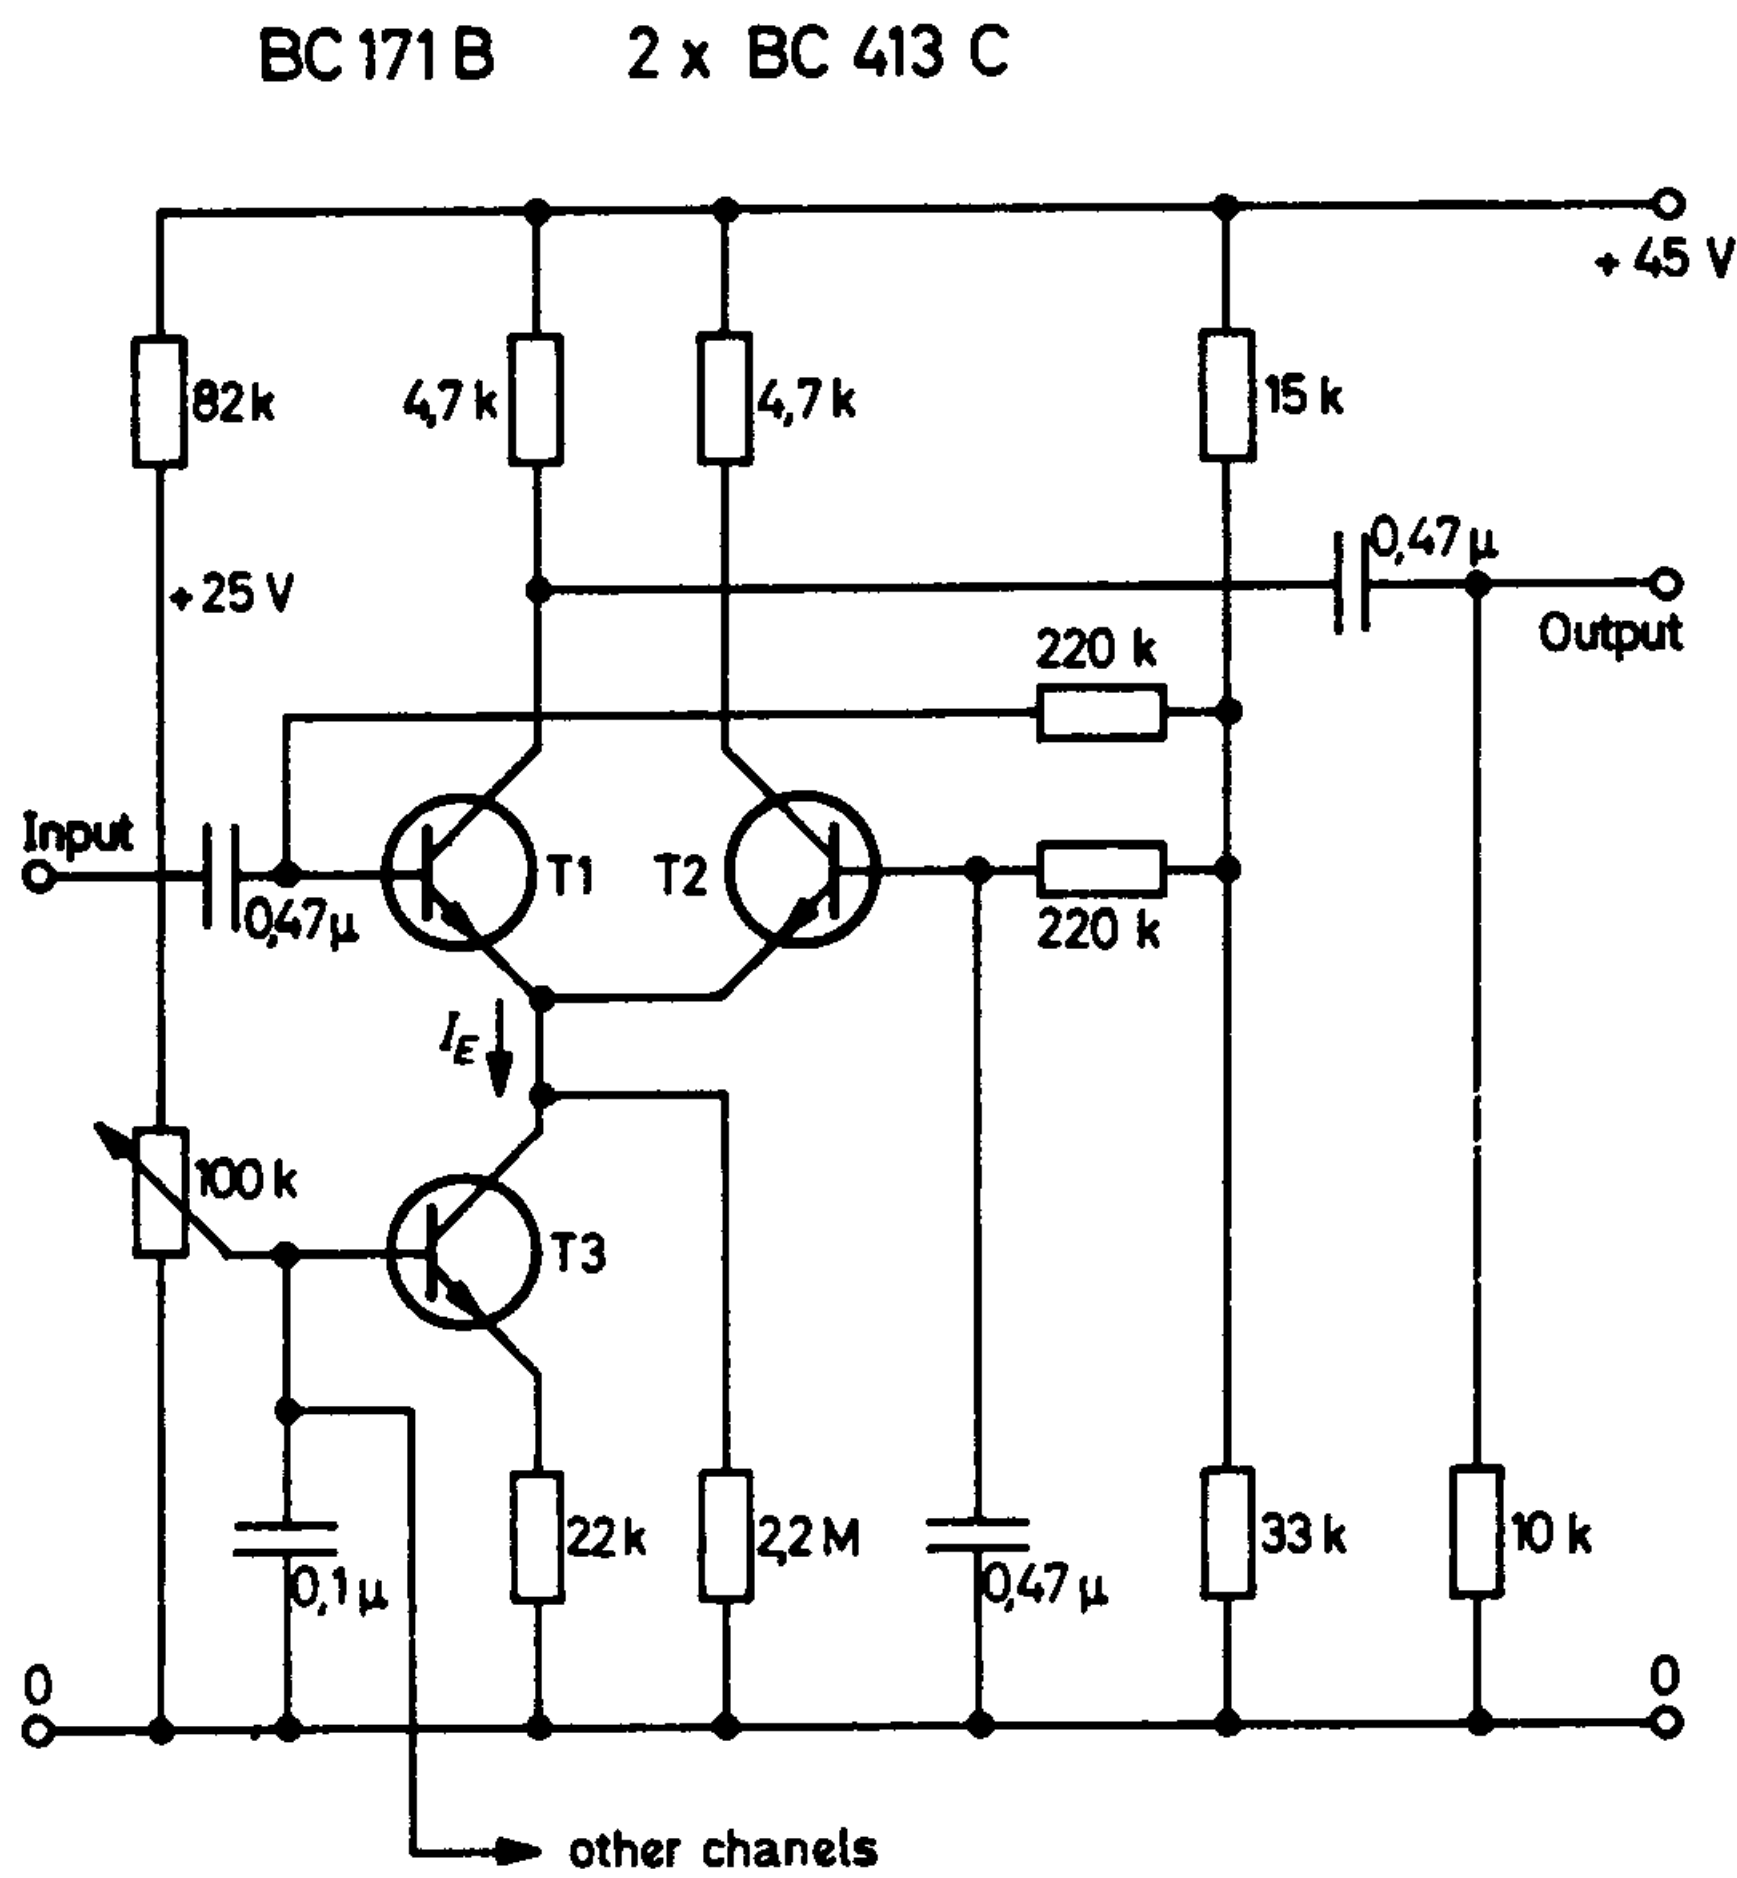 BC 171 B 2 x BC 413 C
+ 45 V
82 k
4,7 k
4,7 k
15 k
0,47 µ
+ 25 V
Output
220 k
Input
T1
T2
0,47 µ
220 k
IE
100 k
T3
22 k
2,2 M
33 k
10 k
0,1 µ
0,47 µ
0
0
other chanels